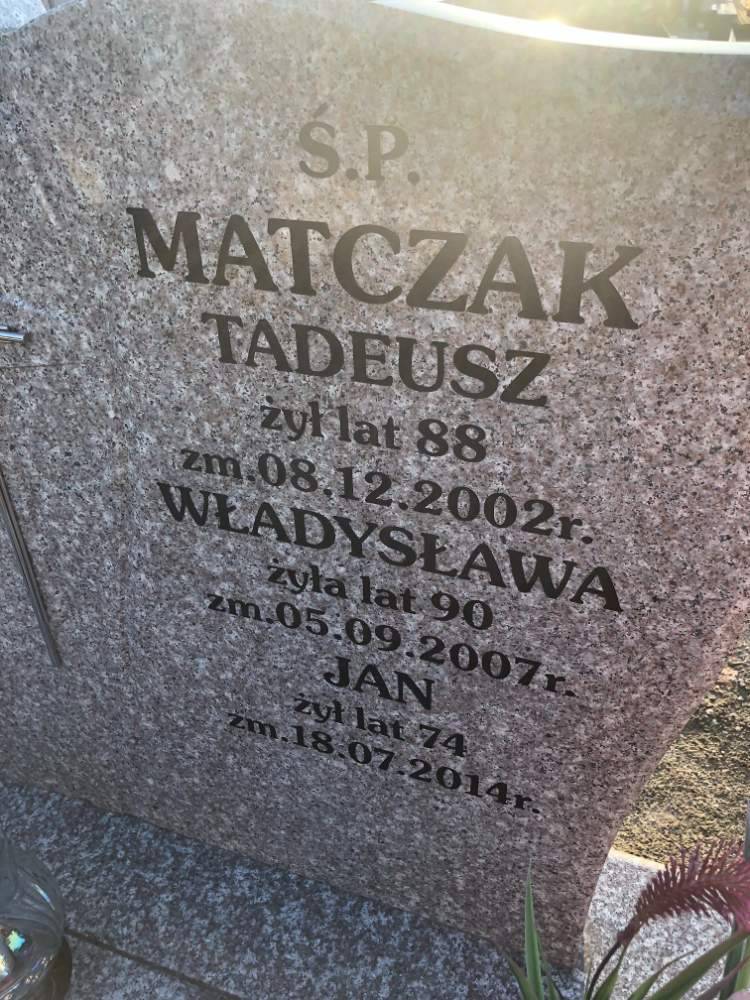 Ś.P.
MATCZAK
TADEUSZ
żył lat 88
zm.08.12.2002r.
WŁADYSŁAWA
żyła lat 90
zm.05.09.2007r.
JAN
żył lat 74
zm.18.07.2014r.